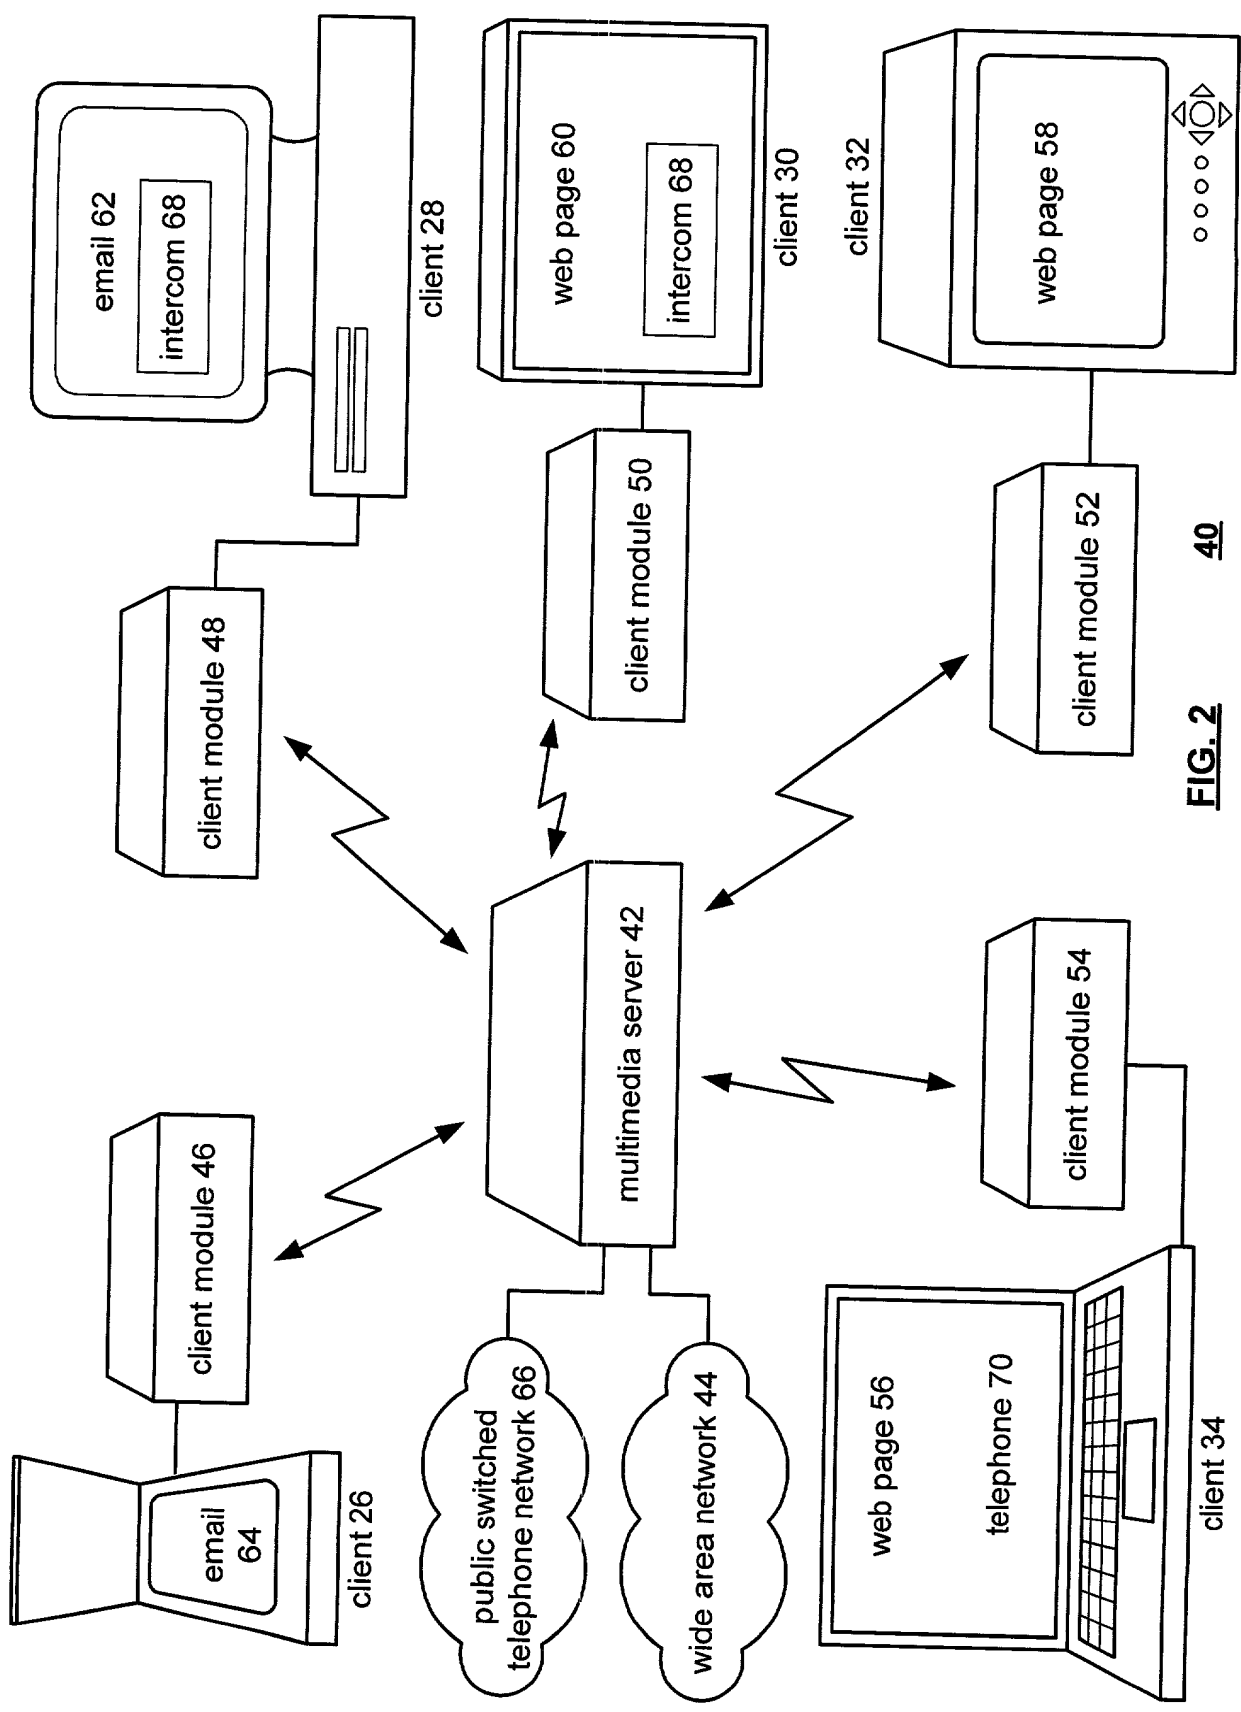 email
64
client 26
client module 46
client module 48
email 62
intercom 68
client 28
public switched
telephone network 66
wide area network 44
multimedia server 42
client module 50
web page 60
intercom 68
client 30
web page 56
telephone 70
client 34
client module 54
client module 52
client 32
web page 58
FIG. 2
40